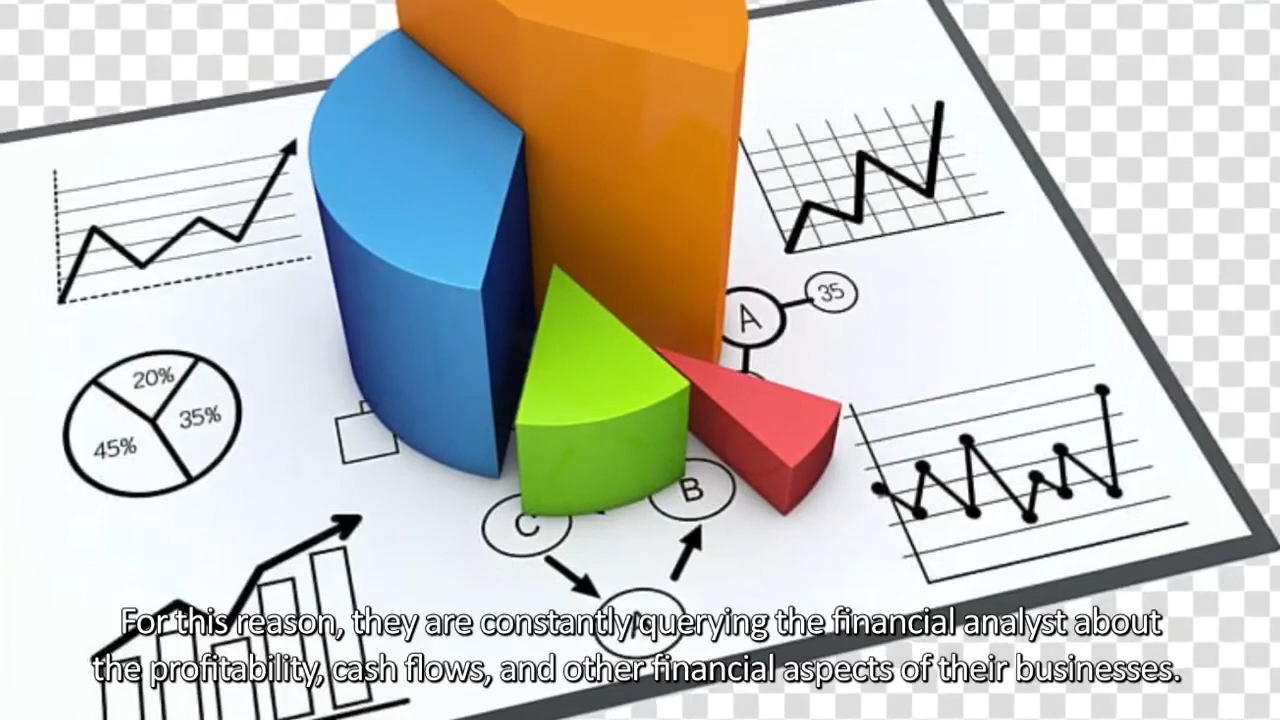 A
35
20%
35%
45%
B
C
A
For this reason, they are constantly querying the financial analyst about
the profitability, cash flows, and other financial aspects of their businesses.